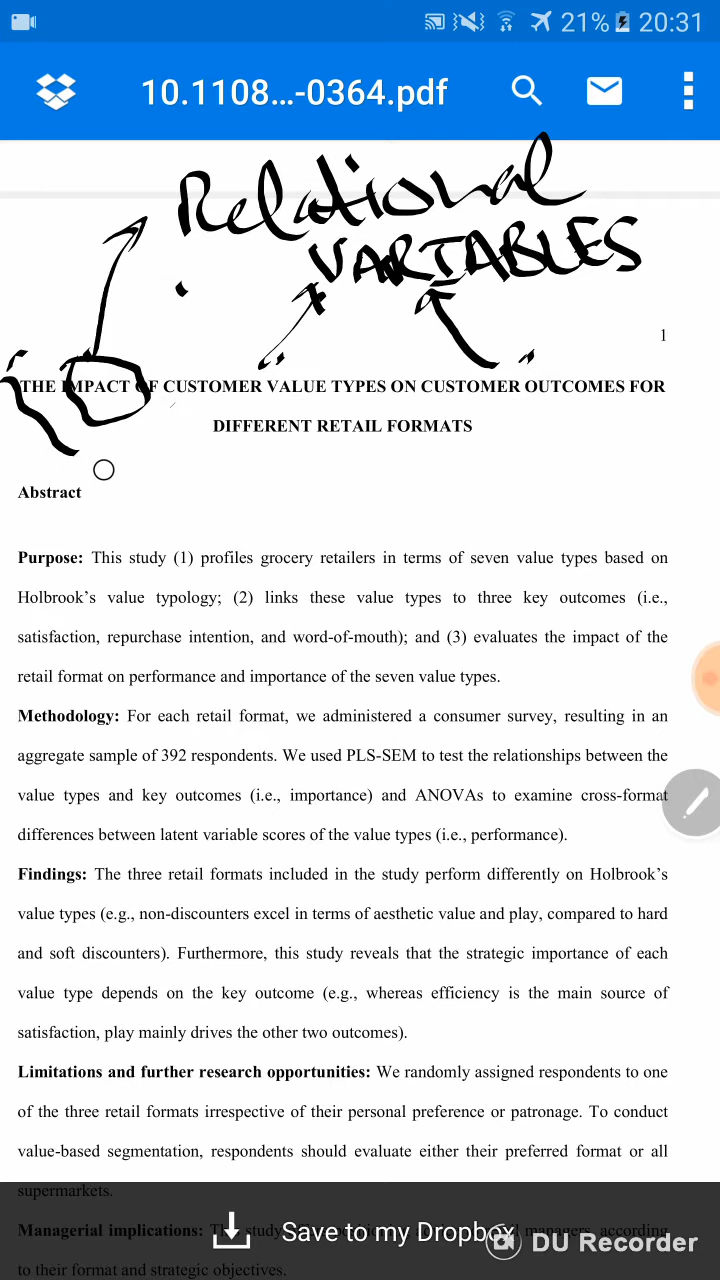 21% 20:31
10.1108...-0364.pdf
Relational
VARIABLES
1
THE IMPACT OF CUSTOMER VALUE TYPES ON CUSTOMER OUTCOMES FOR
DIFFERENT RETAIL FORMATS
Abstract
Purpose: This study (1) profiles grocery retailers in terms of seven value types based on
Holbrook's value typology; (2) links these value types to three key outcomes (i.e.,
satisfaction, repurchase intention, and word-of-mouth); and (3) evaluates the impact of the
retail format on performance and importance of the seven value types.
Methodology: For each retail format, we administered a consumer survey, resulting in an
aggregate sample of 392 respondents. We used PLS-SEM to test the relationships between the
value types and key outcomes (i.e., importance) and ANOVAs to examine cross-format
differences between latent variable scores of the value types (i.e., performance).
Findings: The three retail formats included in the study perform differently on Holbrook's
value types (e.g., non-discounters excel in terms of aesthetic value and play, compared to hard
and soft discounters). Furthermore, this study reveals that the strategic importance of each
value type depends on the key outcome (e.g., whereas efficiency is the main source of
satisfaction, play mainly drives the other two outcomes).
Limitations and further research opportunities: We randomly assigned respondents to one
of the three retail formats irrespective of their personal preference or patronage. To conduct
value-based segmentation, respondents should evaluate either their preferred format or all
supermarkets.
Managerial implications: study managers, according
to their format and strategic objectives.
Save to my Dropbox
DU Recorder